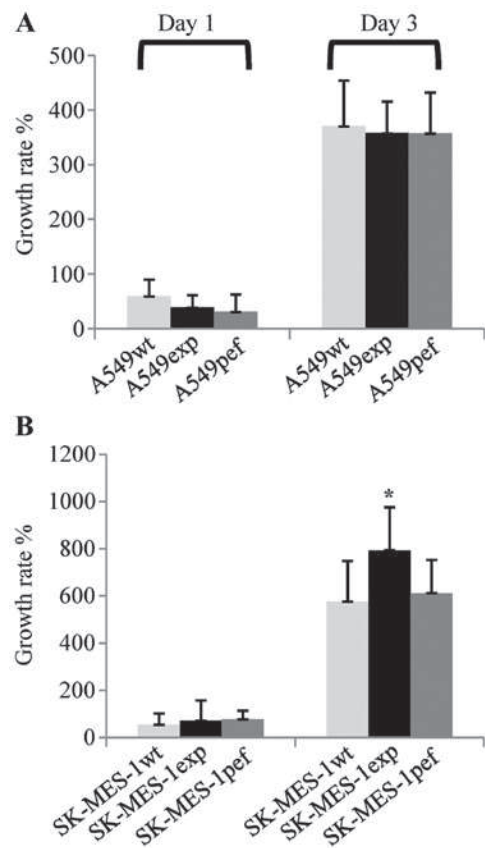 A
Day 1
Day 3
Growth rate %
500
400
300
200
100
0
A549wt
A549exp
A549pef
A549wt
A549exp
A549pef
B
Growth rate %
1200
1000
800
600
400
200
0
*
SK-MES-1wt
SK-MES-1exp
SK-MES-1pef
SK-MES-1wt
SK-MES-1exp
SK-MES-1pef